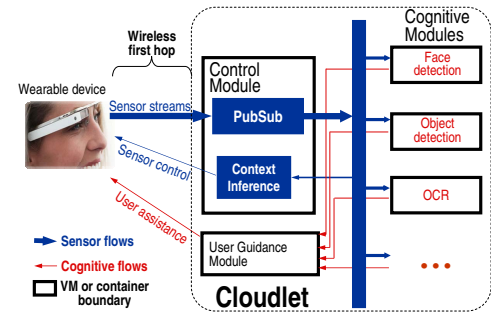 Wireless
first hop
Wearable device
Sensor streams
Sensor control
User assistance
Control
Module
PubSub
Context
Inference
User Guidance
Module
Cognitive
Modules
Face
detection
Object
detection
OCR
Sensor flows
Cognitive flows
VM or container
boundary
Cloudlet